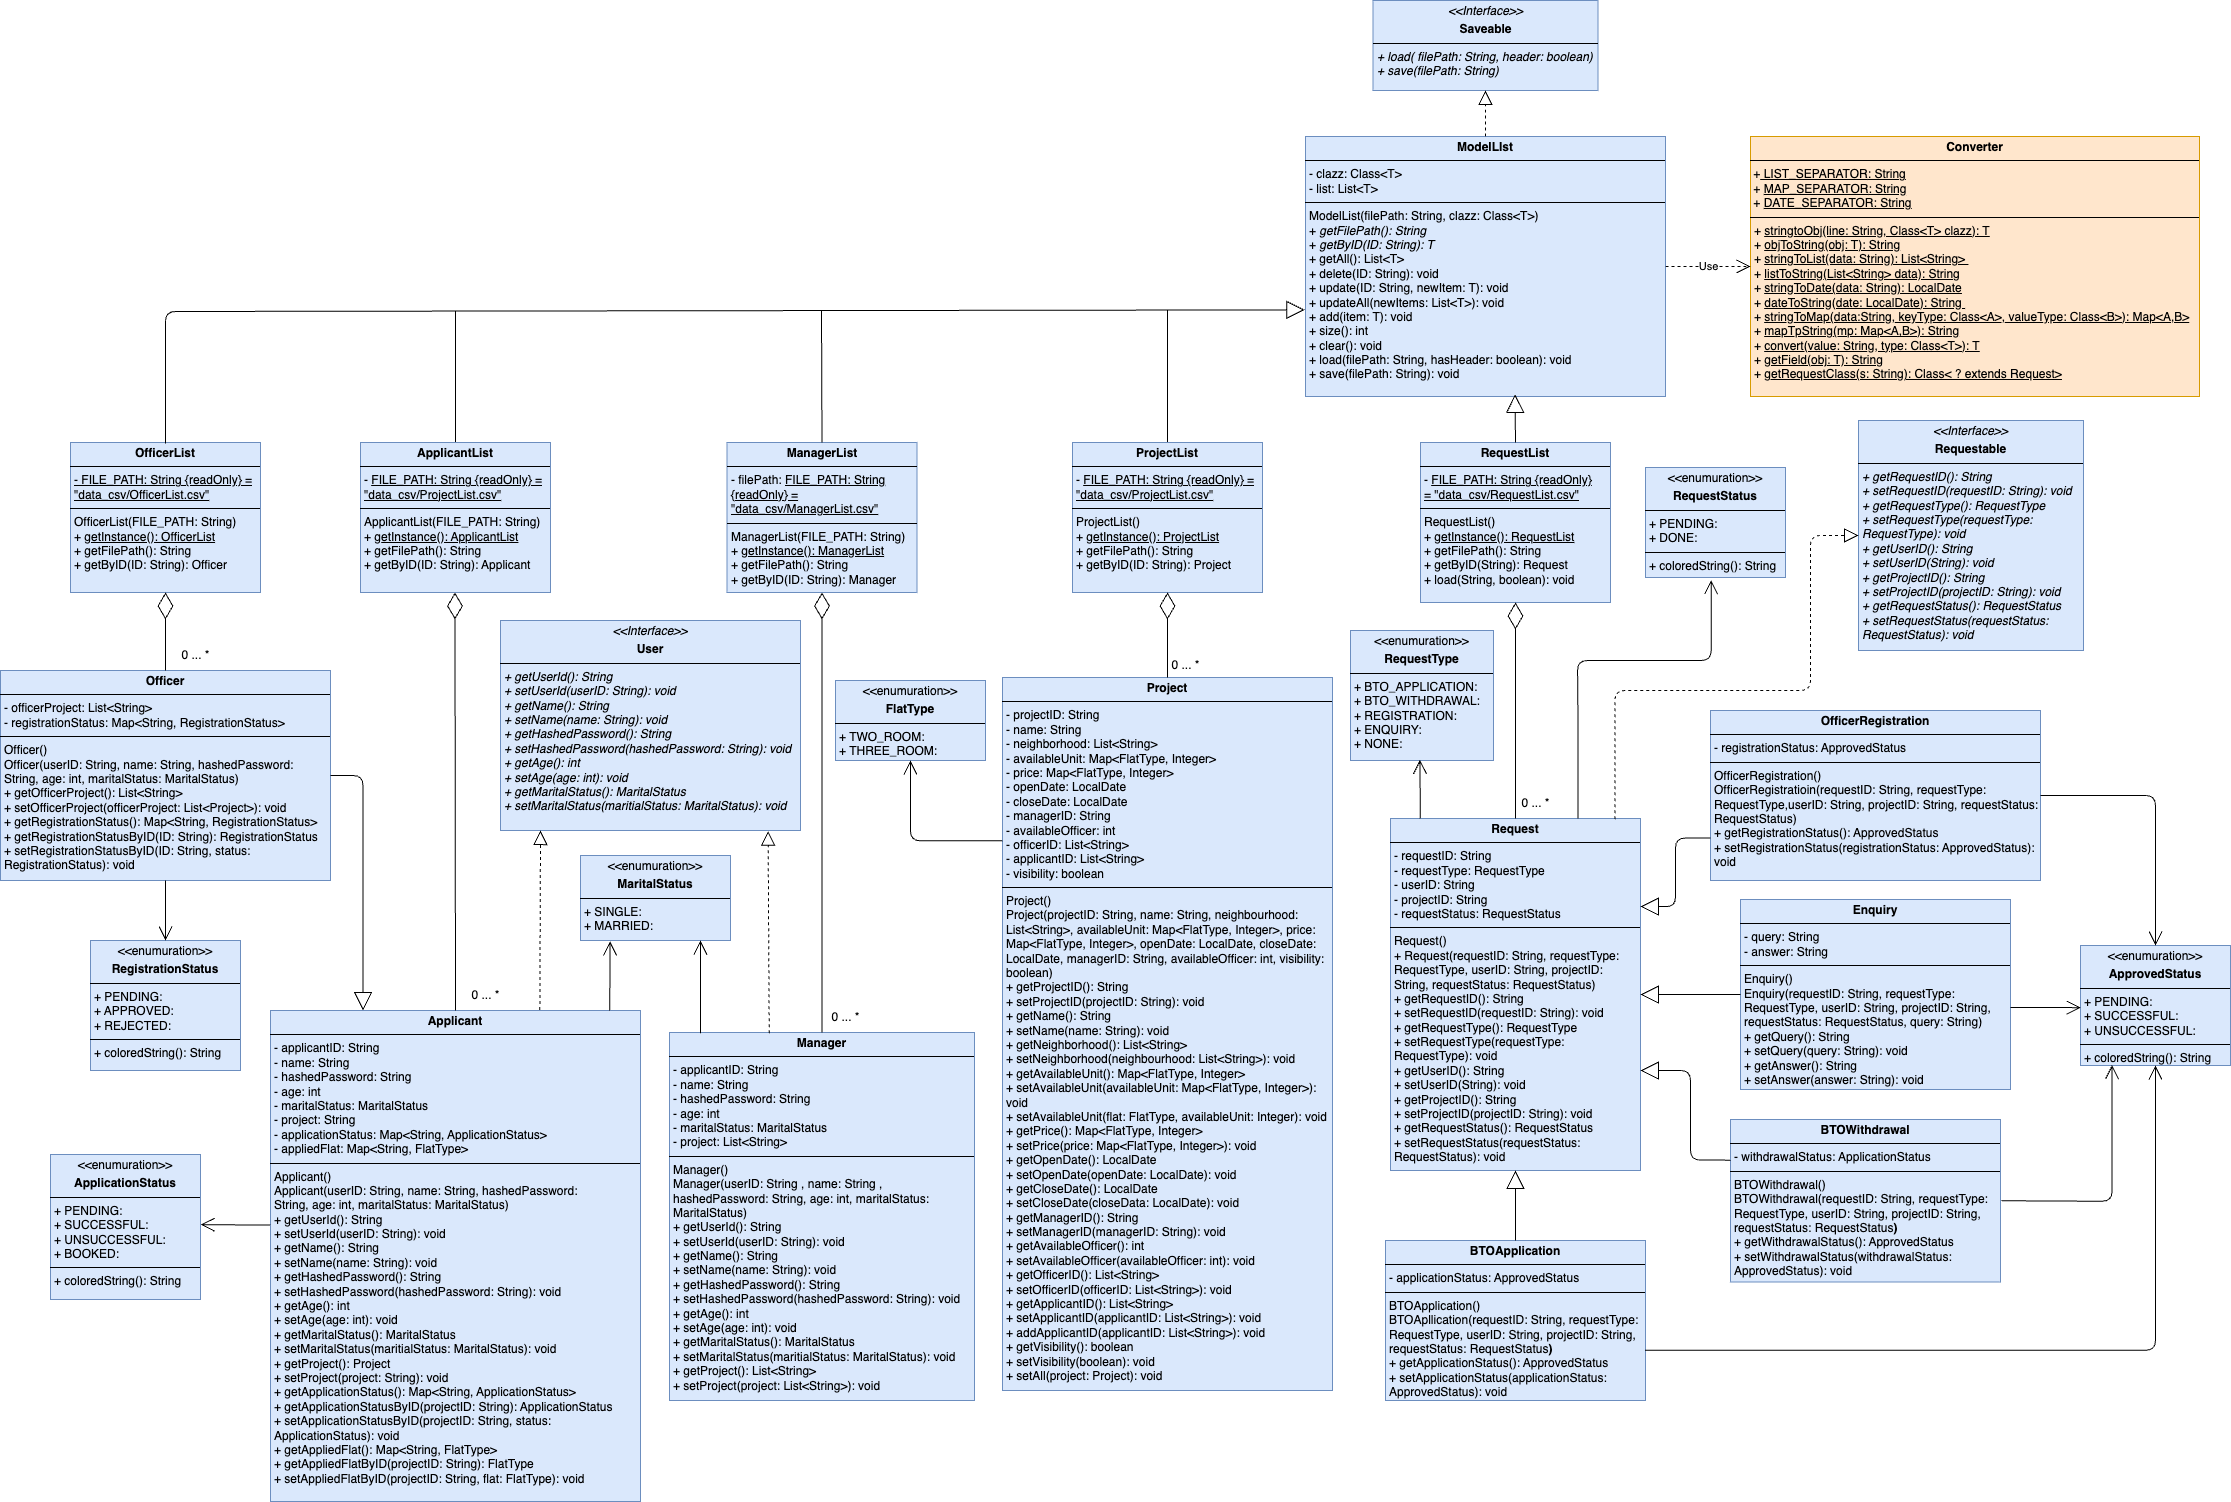 <<Interface>>
Saveable
+ load( filePath: String, header: boolean)
+ save(filePath: String)
ModelLIst
- clazz: Class<T>
- list: List<T>
ModelList(filePath: String, clazz: Class<T>)
+ getFilePath(): String
+ getByID(ID: String): T
+ getAll(): List<T>
+ delete(ID: String): void
+ update(ID: String, newItem: T): void
+ updateAll(newItems: List<T>): void
+ add(item: T): void
+ size(): int
+ clear(): void
+ load(filePath: String, hasHeader: boolean): void
+ save(filePath: String): void
Use
Converter
+ LIST_SEPARATOR: String
+ MAP_SEPARATOR: String
+ DATE_SEPARATOR: String
+ stringtoObj(line: String, Class<T> clazz): T
+ objToString(obj: T): String
+ stringToList(data: String): List<String>
+ listToString(List<String> data): String
+ stringToDate(data: String): LocalDate
+ dateToString(date: LocalDate): String
+ stringToMap(data:String, keyType: Class<A>, valueType: Class<B>): Map<A,B>
+ mapTpString(mp: Map<A,B>): String
+ convert(value: String, type: Class<T>): T
+ getField(obj: T): String
+ getRequestClass(s: String): Class< ? extends Request>
OfficerList
- FILE_PATH: String {readOnly} =
"data_csv/OfficerList.csv"
OfficerList(FILE_PATH: String)
+ getInstance(): OfficerList
+ getFilePath(): String
+ getByID(ID: String): Officer
ApplicantList
- FILE_PATH: String {readOnly} =
"data_csv/ProjectList.csv"
ApplicantList(FILE_PATH: String)
+ getInstance(): ApplicantList
+ getFilePath(): String
+ getByID(ID: String): Applicant
ManagerList
- filePath: FILE_PATH: String
{readOnly} =
"data_csv/ManagerList.csv"
ManagerList(FILE_PATH: String)
+ getInstance(): ManagerList
+ getFilePath(): String
+ getByID(ID: String): Manager
ProjectList
- FILE_PATH: String {readOnly} =
"data_csv/ProjectList.csv"
ProjectList()
+ getInstance(): ProjectList
+ getFilePath(): String
+ getByID(ID: String): Project
RequestList
- FILE_PATH: String {readOnly}
= "data_csv/RequestList.csv"
RequestList()
+ getInstance(): RequestList
+ getFilePath(): String
+ getByID(String): Request
+ load(String, boolean): void
<<enumuration>>
RequestStatus
+ PENDING:
+ DONE:
+ coloredString(): String
<<Interface>>
Requestable
+ getRequestID(): String
+ setRequestID(requestID: String): void
+ getRequestType(): RequestType
+ setRequestType(requestType:
RequestType): void
+ getUserID(): String
+ setUserID(String): void
+ getProjectID(): String
+ setProjectID(projectID: String): void
+ getRequestStatus(): RequestStatus
+ setRequestStatus(requestStatus:
RequestStatus): void
0 ... *
Officer
- officerProject: List<String>
- registrationStatus: Map<String, RegistrationStatus>
Officer()
Officer(userID: String, name: String, hashedPassword:
String, age: int, maritalStatus: MaritalStatus)
+ getOfficerProject(): List<String>
+ setOfficerProject(officerProject: List<Project>): void
+ getRegistrationStatus(): Map<String, RegistrationStatus>
+ getRegistrationStatusByID(ID: String): RegistrationStatus
+ setRegistrationStatusByID(ID: String, status:
RegistrationStatus): void
<<Interface>>
User
+ getUserId(): String
+ setUserId(userID: String): void
+ getName(): String
+ setName(name: String): void
+ getHashedPassword(): String
+ setHashedPassword(hashedPassword: String): void
+ getAge(): int
+ setAge(age: int): void
+ getMaritalStatus(): MaritalStatus
+ setMaritalStatus(maritialStatus: MaritalStatus): void
<<enumuration>>
FlatType
+ TWO_ROOM:
+ THREE_ROOM:
0 ... *
Project
- projectID: String
- name: String
- neighborhood: List<String>
- availableUnit: Map<FlatType, Integer>
- price: Map<FlatType, Integer>
- openDate: LocalDate
- closeDate: LocalDate
- managerID: String
- availableOfficer: int
- officerID: List<String>
- applicantID: List<String>
- visibility: boolean
Project()
Project(projectID: String, name: String, neighbourhood:
List<String>, availableUnit: Map<FlatType, Integer>, price:
Map<FlatType, Integer>, openDate: LocalDate, closeDate:
LocalDate, managerID: String, availableOfficer: int, visibility:
boolean)
+ getProjectID(): String
+ setProjectID(projectID: String): void
+ getName(): String
+ setName(name: String): void
+ getNeighborhood(): List<String>
+ setNeighborhood(neighbourhood: List<String>): void
+ getAvailableUnit(): Map<FlatType, Integer>
+ setAvailableUnit(availableUnit: Map<FlatType, Integer>):
void
+ setAvailableUnit(flat: FlatType, availableUnit: Integer): void
+ getPrice(): Map<FlatType, Integer>
+ setPrice(price: Map<FlatType, Integer>): void
+ getOpenDate(): LocalDate
+ setOpenDate(openDate: LocalDate): void
+ getCloseDate(): LocalDate
+ setCloseDate(closeData: LocalDate): void
+ getManagerID(): String
+ setManagerID(managerID: String): void
+ getAvailableOfficer(): int
+ setAvailableOfficer(availableOfficer: int): void
+ getOfficerID(): List<String>
+ setOfficerID(officerID: List<String>): void
+ getApplicantID(): List<String>
+ setApplicantID(applicantID: List<String>): void
+ addApplicantID(applicantID: List<String>): void
+ getVisibility(): boolean
+ setVisibility(boolean): void
+ setAll(project: Project): void
<<enumuration>>
RequestType
+ BTO_APPLICATION:
+ BTO_WITHDRAWAL:
+ REGISTRATION:
+ ENQUIRY:
+ NONE:
0 ... *
Request
- requestID: String
- requestType: RequestType
- userID: String
- projectID: String
- requestStatus: RequestStatus
Request()
+ Request(requestID: String, requestType:
RequestType, userID: String, projectID:
String, requestStatus: RequestStatus)
+ getRequestID(): String
+ setRequestID(requestID: String): void
+ getRequestType(): RequestType
+ setRequestType(requestType:
RequestType): void
+ getUserID(): String
+ setUserID(String): void
+ getProjectID(): String
+ setProjectID(projectID: String): void
+ getRequestStatus(): RequestStatus
+ setRequestStatus(requestStatus:
RequestStatus): void
OfficerRegistration
- registrationStatus: ApprovedStatus
OfficerRegistration()
OfficerRegistratioin(requestID: String, requestType:
RequestType,userID: String, projectID: String, requestStatus:
RequestStatus)
+ getRegistrationStatus(): ApprovedStatus
+ setRegistrationStatus(registrationStatus: ApprovedStatus):
void
Enquiry
- query: String
- answer: String
Enquiry()
Enquiry(requestID: String, requestType:
RequestType, userID: String, projectID: String,
requestStatus: RequestStatus, query: String)
+ getQuery(): String
+ setQuery(query: String): void
+ getAnswer(): String
+ setAnswer(answer: String): void
<<enumuration>>
ApprovedStatus
+ PENDING:
+ SUCCESSFUL:
+ UNSUCCESSFUL:
+ coloredString(): String
BTOWithdrawal
- withdrawalStatus: ApplicationStatus
BTOWithdrawal()
BTOWithdrawal(requestID: String, requestType:
RequestType, userID: String, projectID: String,
requestStatus: RequestStatus)
+ getWithdrawalStatus(): ApprovedStatus
+ setWithdrawalStatus(withdrawalStatus:
ApprovedStatus): void
BTOApplication
- applicationStatus: ApprovedStatus
BTOApplication()
BTOApllication(requestID: String, requestType:
RequestType, userID: String, projectID: String,
requestStatus: RequestStatus)
+ getApplicationStatus(): ApprovedStatus
+ setApplicationStatus(applicationStatus:
ApprovedStatus): void
<<enumuration>>
MaritalStatus
+ SINGLE:
+ MARRIED:
<<enumuration>>
RegistrationStatus
+ PENDING:
+ APPROVED:
+ REJECTED:
+ coloredString(): String
0 ... *
Applicant
- applicantID: String
- name: String
- hashedPassword: String
- age: int
- maritalStatus: MaritalStatus
- project: String
- applicationStatus: Map<String, ApplicationStatus>
- appliedFlat: Map<String, FlatType>
Applicant()
Applicant(userID: String, name: String, hashedPassword:
String, age: int, maritalStatus: MaritalStatus)
+ getUserId(): String
+ setUserId(userID: String): void
+ getName(): String
+ setName(name: String): void
+ getHashedPassword(): String
+ setHashedPassword(hashedPassword: String): void
+ getAge(): int
+ setAge(age: int): void
+ getMaritalStatus(): MaritalStatus
+ setMaritalStatus(maritialStatus: MaritalStatus): void
+ getProject(): Project
+ setProject(project: String): void
+ getApplicationStatus(): Map<String, ApplicationStatus>
+ getApplicationStatusByID(projectID: String): ApplicationStatus
+ setApplicationStatusByID(projectID: String, status:
ApplicationStatus): void
+ getAppliedFlat(): Map<String, FlatType>
+ getAppliedFlatByID(projectID: String): FlatType
+ setAppliedFlatByID(projectID: String, flat: FlatType): void
<<enumuration>>
ApplicationStatus
+ PENDING:
+ SUCCESSFUL:
+ UNSUCCESSFUL:
+ BOOKED:
+ coloredString(): String
0 ... *
Manager
- applicantID: String
- name: String
- hashedPassword: String
- age: int
- maritalStatus: MaritalStatus
- project: List<String>
Manager()
Manager(userID: String , name: String ,
hashedPassword: String, age: int, maritalStatus:
MaritalStatus)
+ getUserId(): String
+ setUserId(userID: String): void
+ getName(): String
+ setName(name: String): void
+ getHashedPassword(): String
+ setHashedPassword(hashedPassword: String): void
+ getAge(): int
+ setAge(age: int): void
+ getMaritalStatus(): MaritalStatus
+ setMaritalStatus(maritialStatus: MaritalStatus): void
+ getProject(): List<String>
+ setProject(project: List<String>): void